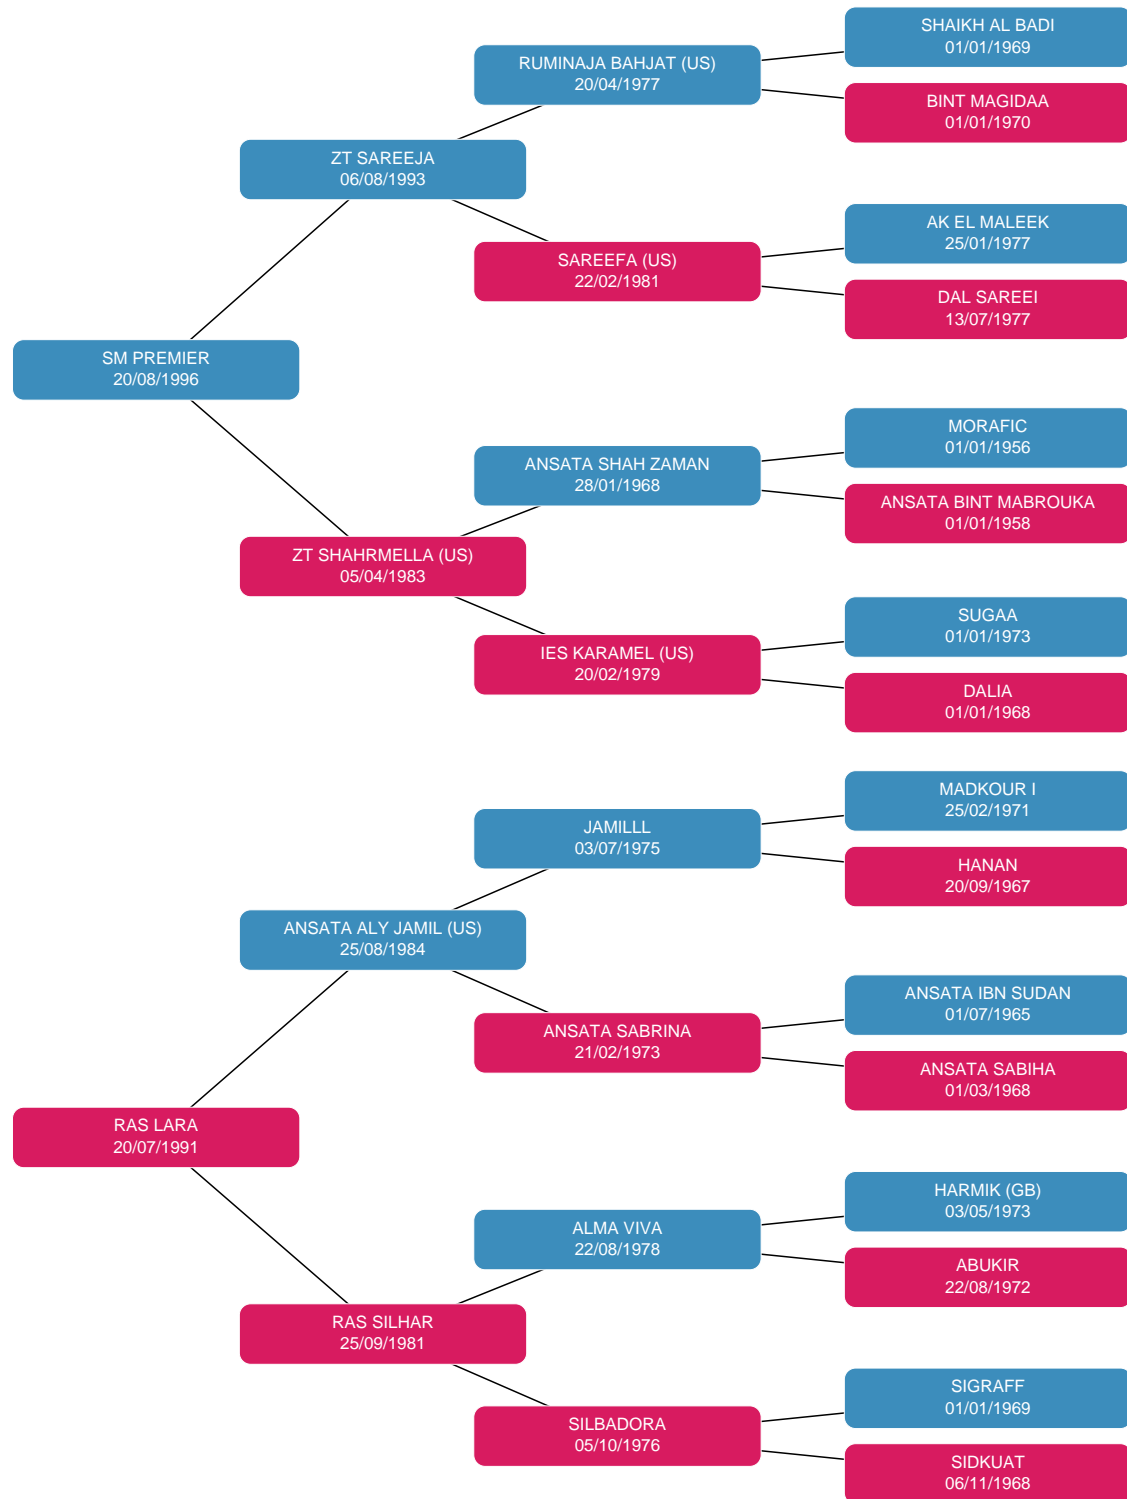 SHAIKH AL BADI
01/01/1969
RUMINAJA BAHJAT (US)
20/04/1977
BINT MAGIDAA
01/01/1970
ZT SAREEJA
06/08/1993
AK EL MALEEK
25/01/1977
SAREEFA (US)
22/02/1981
DAL SAREEI
13/07/1977
SM PREMIER
20/08/1996
MORAFIC
01/01/1956
ANSATA SHAH ZAMAN
28/01/1968
ANSATA BINT MABROUKA
01/01/1958
ZT SHAHRMELLA (US)
05/04/1983
SUGAA
01/01/1973
IES KARAMEL (US)
20/02/1979
DALIA
01/01/1968
MADKOUR I
25/02/1971
JAMILLL
03/07/1975
HANAN
20/09/1967
ANSATA ALY JAMIL (US)
25/08/1984
ANSATA IBN SUDAN
01/07/1965
ANSATA SABRINA
21/02/1973
ANSATA SABIHA
01/03/1968
RAS LARA
20/07/1991
HARMIK (GB)
03/05/1973
ALMA VIVA
22/08/1978
ABUKIR
22/08/1972
RAS SILHAR
25/09/1981
SIGRAFF
01/01/1969
SILBADORA
05/10/1976
SIDKUAT
06/11/1968